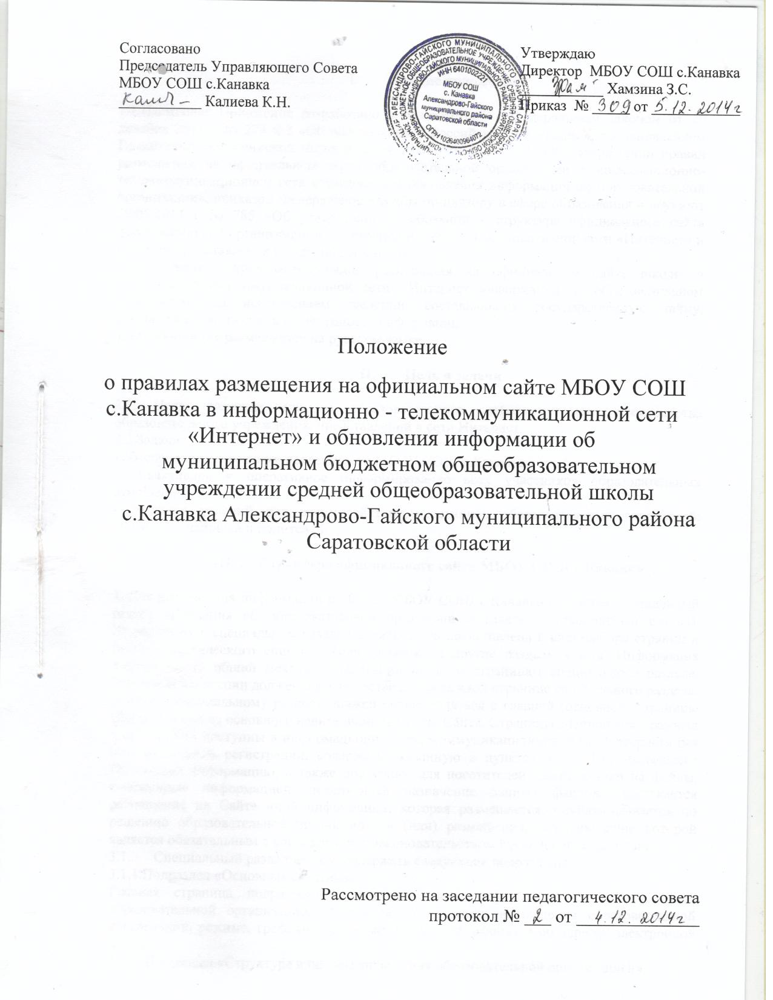 Согласовано
Председатель Управляющего Совета
МБОУ СОШ с.Канавка
__________ Калиева К.Н.
Утверждаю
Директор МБОУ СОШ с.Канавка
__________ Хамзина З.С.
Приказ № 309 от 5.12.2014г
ИНН 6401002221
МБОУ СОШ
с. Канавка
Александрово-Гайского
муниципального района
Саратовской области
ОГРН 1026400964072
Положение
о правилах размещения на официальном сайте МБОУ СОШ
с.Канавка в информационно - телекоммуникационной сети
«Интернет» и обновления информации об
муниципальном бюджетном общеобразовательном
учреждении средней общеобразовательной школы
с.Канавка Александрово-Гайского муниципального района
Саратовской области
Рассмотрено на заседании педагогического совета
протокол № 2 от 4.12.2014г